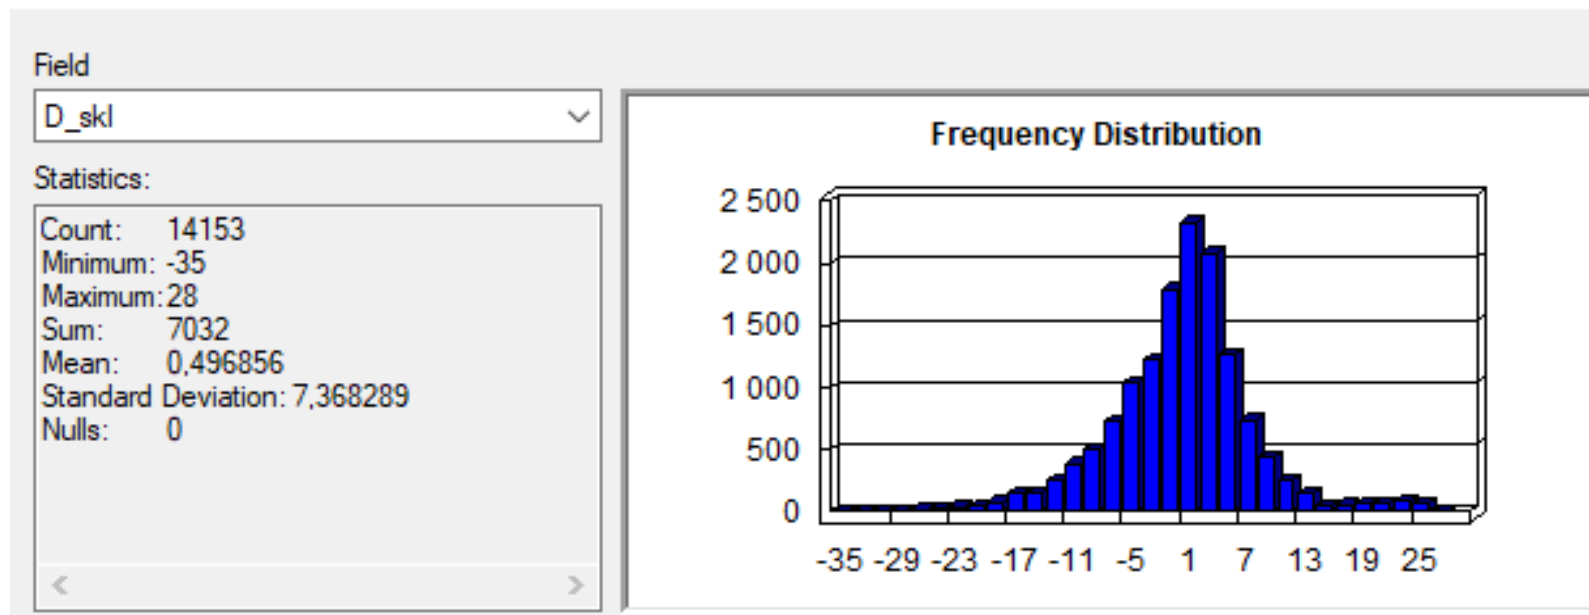 Field
D_skl
Statistics:
Count: 14153
Minimum: -35
Maximum: 28
Sum: 7032
Mean: 0,496856
Standard Deviation: 7,368289
Nulls: 0
Frequency Distribution
2 500
2 000
1 500
1 000
500
0
-35 -29 -23 -17 -11 -5 1 7 13 19 25